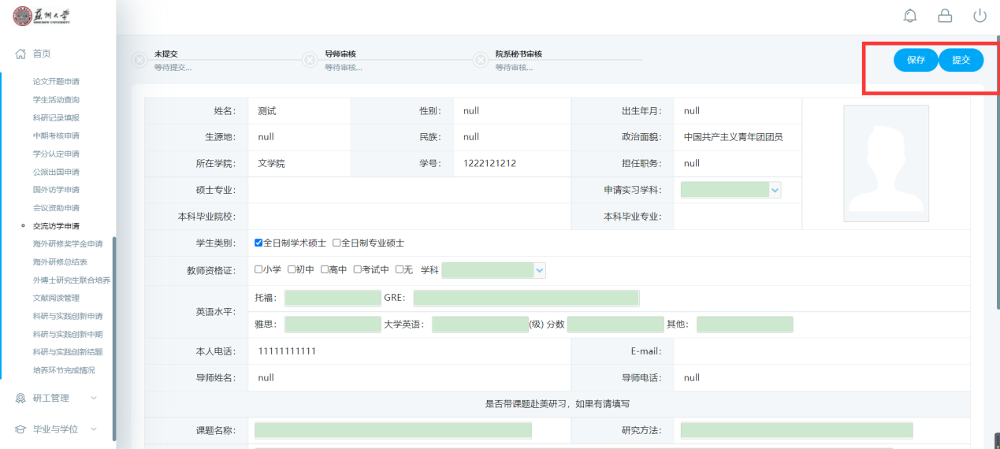 蘇州大学
SOOCHOW UNIVERSITY
首页
论文开题申请
学生活动查询
科研记录填报
中期考核申请
学分认定申请
公派出国申请
国外访学申请
会议资助申请
交流访学申请
海外研修奖学金申请
海外研修总结表
外博士研究生联合培养
文献阅读管理
科研与实践创新申请
科研与实践创新中期
科研与实践创新结题
培养环节完成情况
研工管理
毕业与学位
未提交 导师审核 院系秘书审核
等待提交... 等待审核... 等待审核...
保存 提交
姓名： 测试 性别： null 出生年月： null
生源地： null 民族： null 政治面貌： 中国共产主义青年团团员
所在学院： 文学院 学号： 1222121212 担任职务： null
硕士专业： 申请实习学科：
本科毕业院校： 本科毕业专业：
学生类别： 全日制学术硕士 全日制专业硕士
教师资格证： 小学 初中 高中 考试中 无 学科
英语水平：
托福： GRE：
雅思： 大学英语： (级) 分数 其他：
本人电话： 11111111111 E-mail:
导师姓名： null 导师电话： null
是否带课题赴美研习，如果有请填写
课题名称： 研究方法：